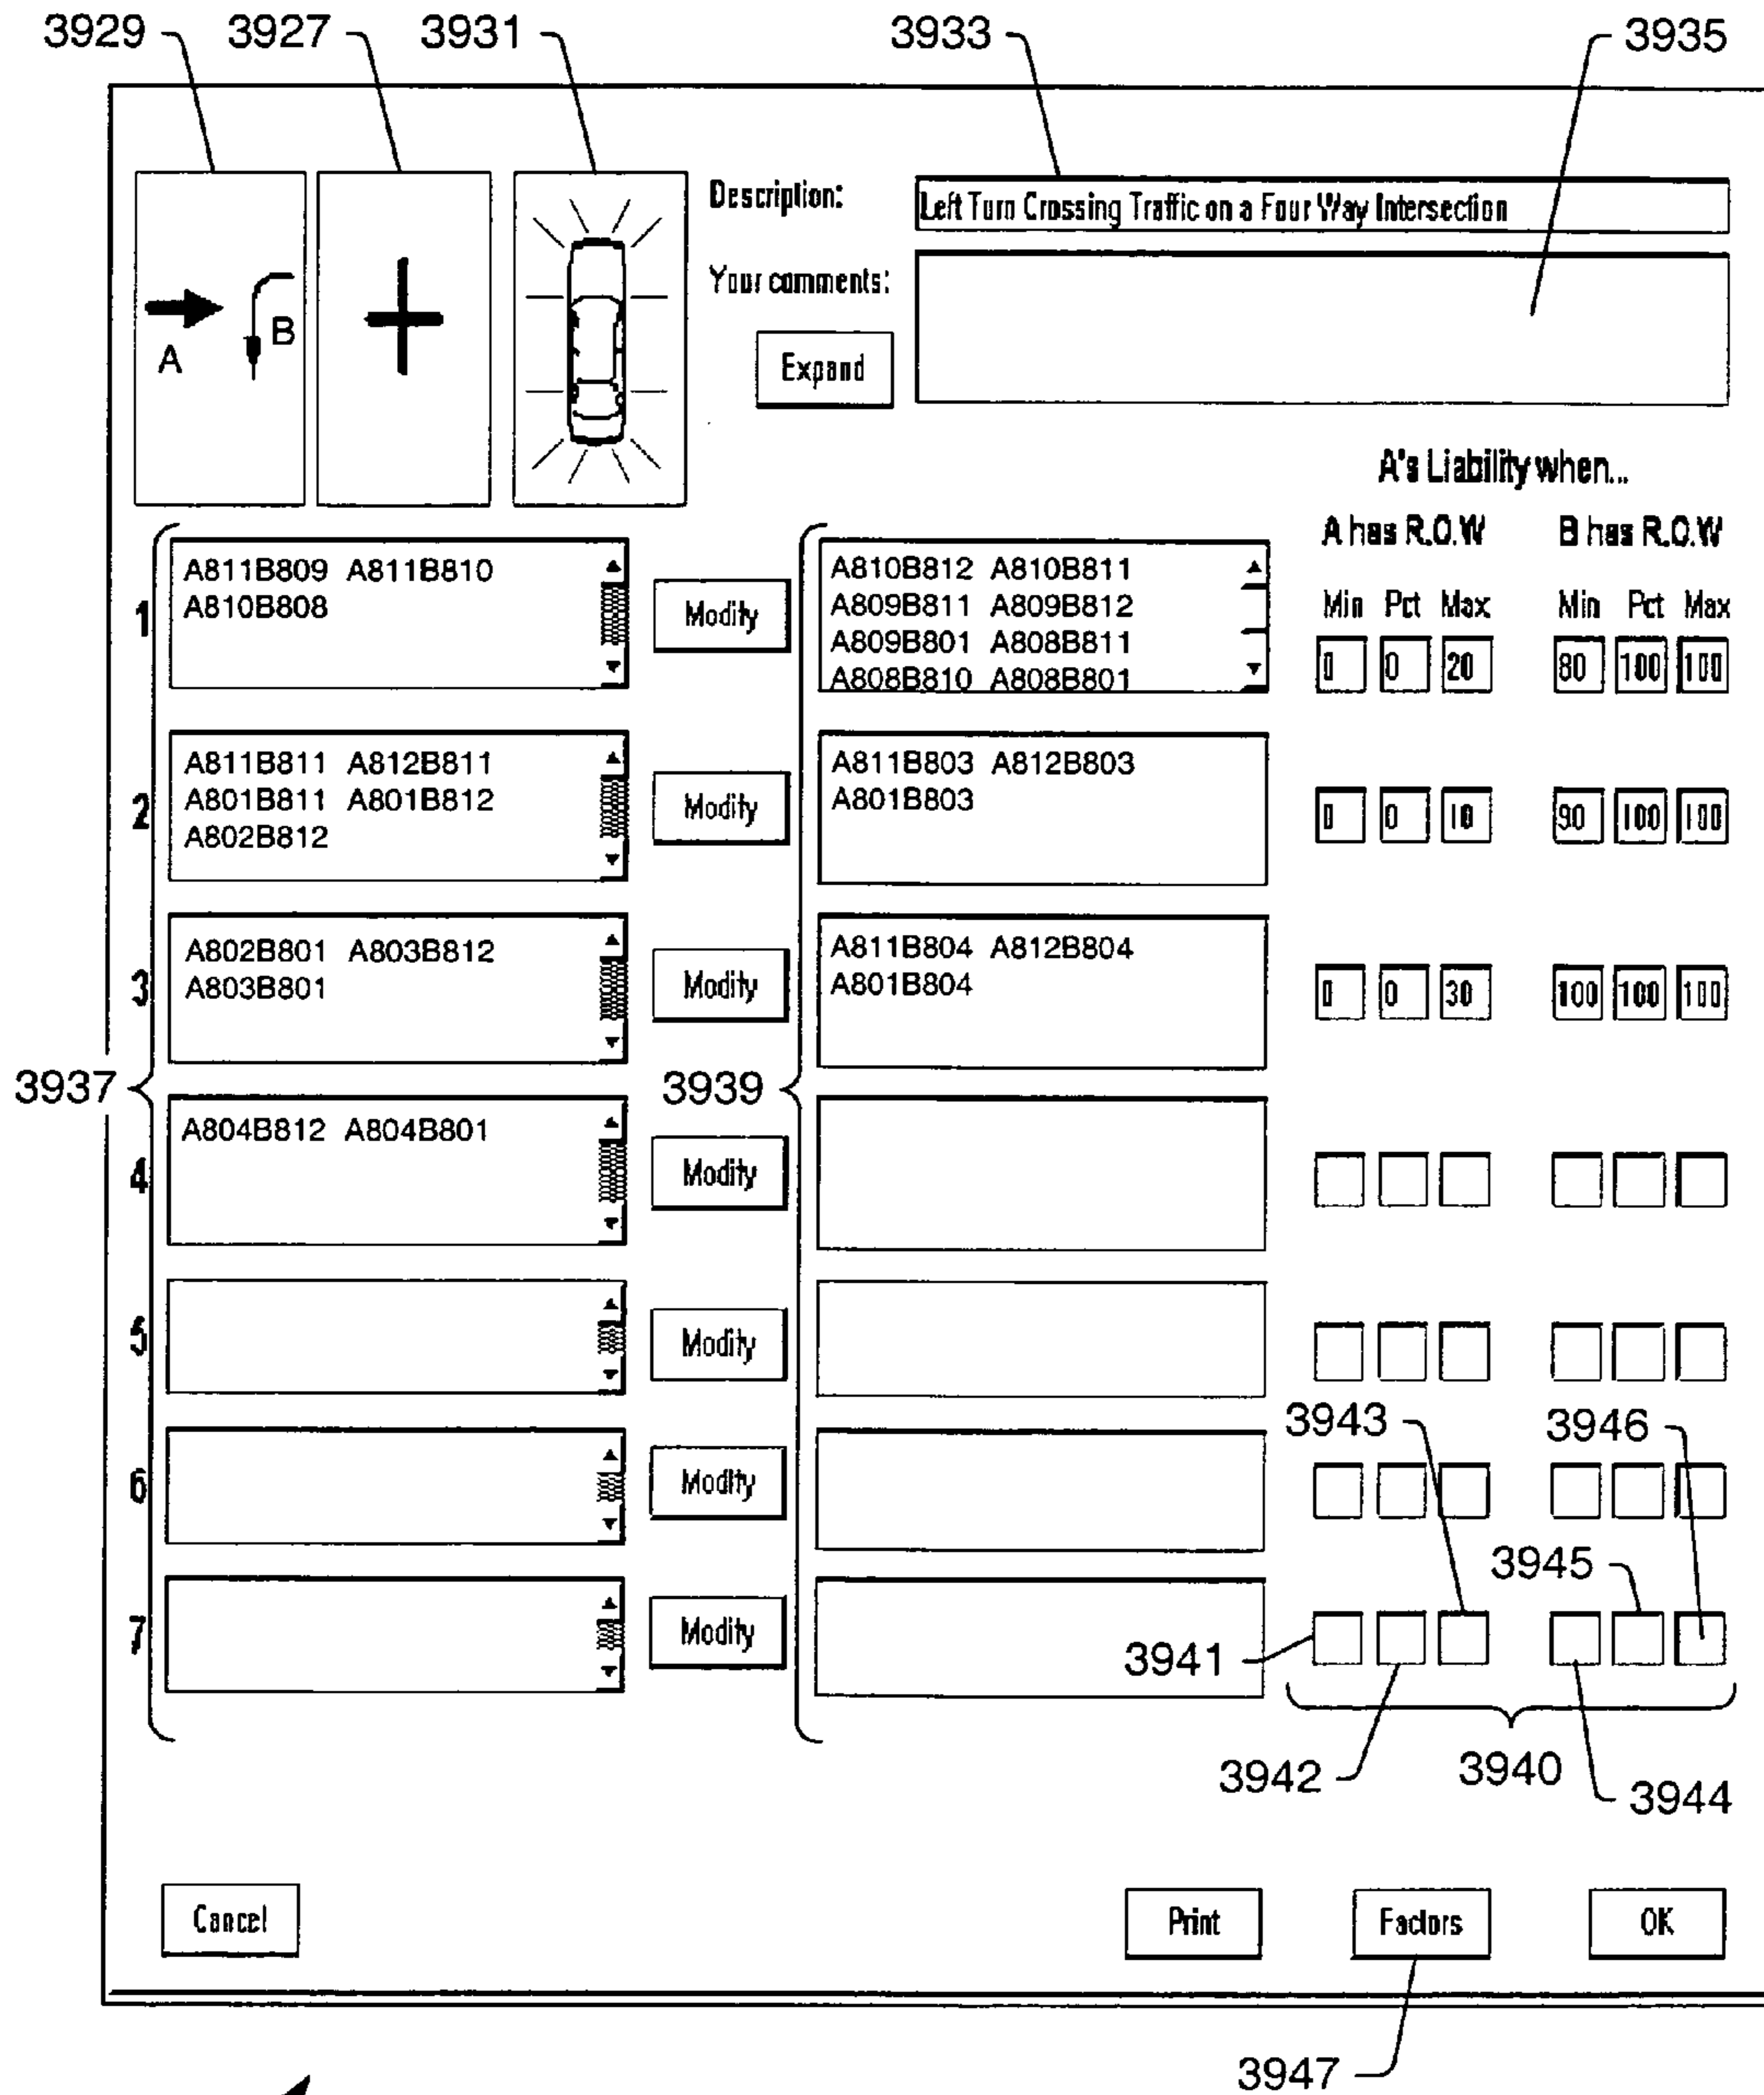 3929 3927 3931 3933 3935
Description: Left Turn Crossing Traffic on a Four Way Intersection
Your comments:
A B
Expand
A's Liability when...
A has R.O.W B has R.O.W
Min Pct Max Min Pct Max
1 A811B809 A811B810 Modify A810B812 A810B811
A810B808 A809B811 A809B812
A809B801 A808B811
A808B810 A808B801
0 0 20 80 100 100
2 A811B811 A812B811 Modify A811B803 A812B803
A801B811 A801B812 A801B803
A802B812
0 0 10 90 100 100
3 A802B801 A803B812 Modify A811B804 A812B804
A803B801 A801B804
0 0 30 100 100 100
3937 3939
4 A804B812 A804B801 Modify
5 Modify
3943 3946
6 Modify
3945
7 Modify
3941
3942 3940 3944
Cancel Print Factors OK
3947